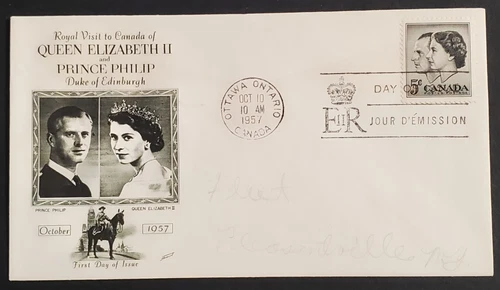 Royal Visit to Canada of
QUEEN ELIZABETH II
and
PRINCE PHILIP
Duke of Edinburgh
PRINCE PHILIP QUEEN ELIZABETH II
October 1957
First Day of Issue
OTTAWA ONTARIO
OCT 10
10 AM
1957
CANADA
5c
CANADA
DAY OF
EIIR JOUR D'ÉMISSION